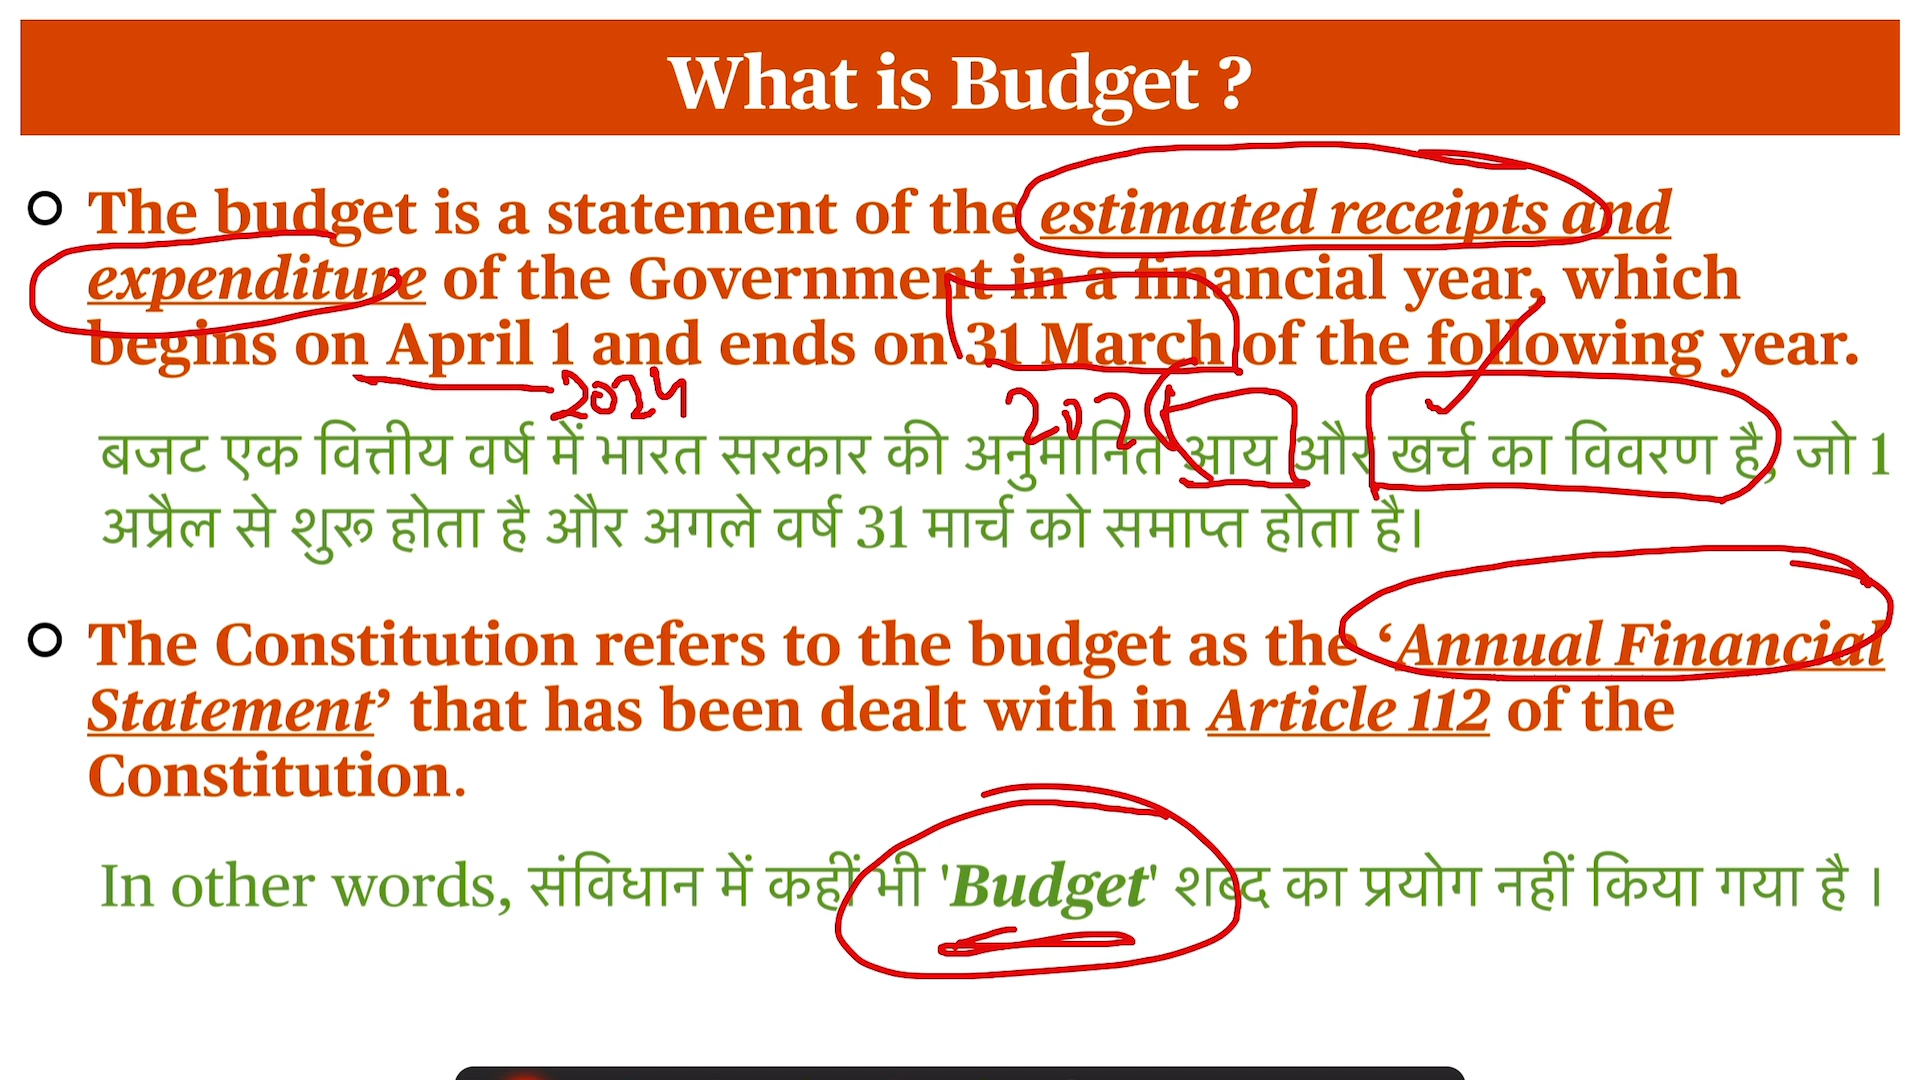 What is Budget ?
The budget is a statement of the estimated receipts and
expenditure of the Government in a financial year, which
begins on April 1 and ends on 31 March of the following year.
2024
बजट एक वित्तीय वर्ष में भारत सरकार की अनुमानित आय और खर्च का विवरण है, जो 1
अप्रैल से शुरू होता है और अगले वर्ष 31 मार्च को समाप्त होता है।
The Constitution refers to the budget as the ‘Annual Financial
Statement’ that has been dealt with in Article 112 of the
Constitution.
In other words, संविधान में कहीं भी 'Budget' शब्द का प्रयोग नहीं किया गया है ।